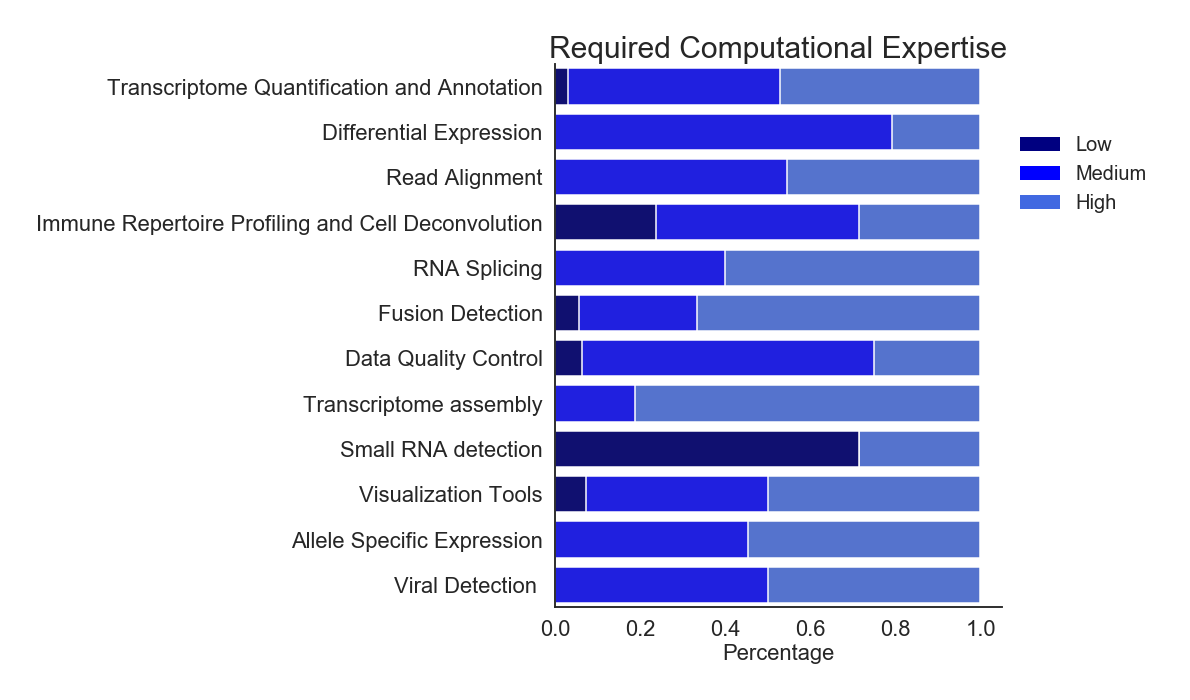 Required Computational Expertise
Transcriptome Quantification and Annotation
Differential Expression
Read Alignment
Immune Repertoire Profiling and Cell Deconvolution
RNA Splicing
Fusion Detection
Data Quality Control
Transcriptome assembly
Small RNA detection
Visualization Tools
Allele Specific Expression
Viral Detection
0.0 0.2 0.4 0.6 0.8 1.0
Percentage
Low
Medium
High